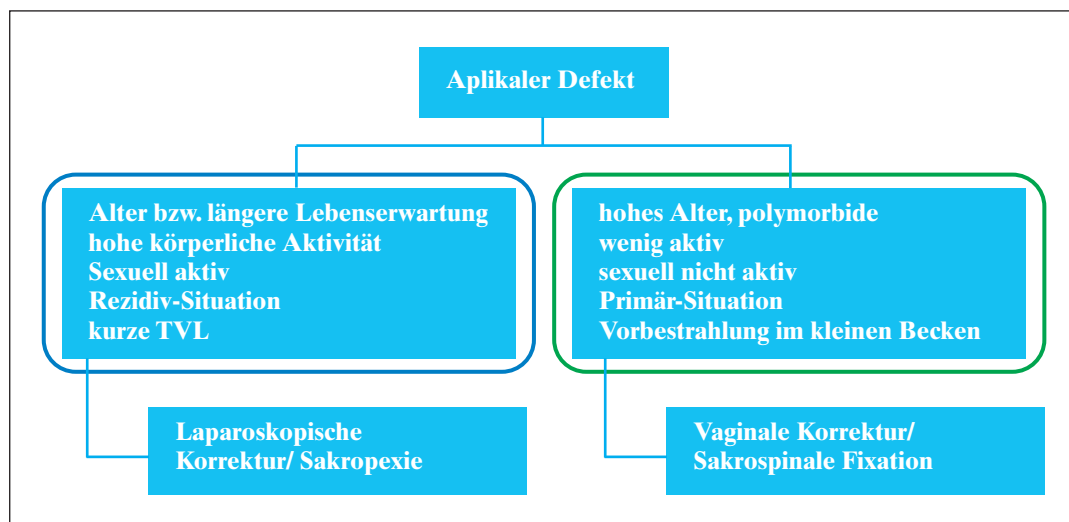 Aplikaler Defekt
Alter bzw. längere Lebenserwartung
hohe körperliche Aktivität
Sexuell aktiv
Rezidiv-Situation
kurze TVL
hohes Alter, polymorbide
wenig aktiv
sexuell nicht aktiv
Primär-Situation
Vorbestrahlung im kleinen Becken
Laparoskopische
Korrektur/ Sakropexie
Vaginale Korrektur/
Sakrospinale Fixation